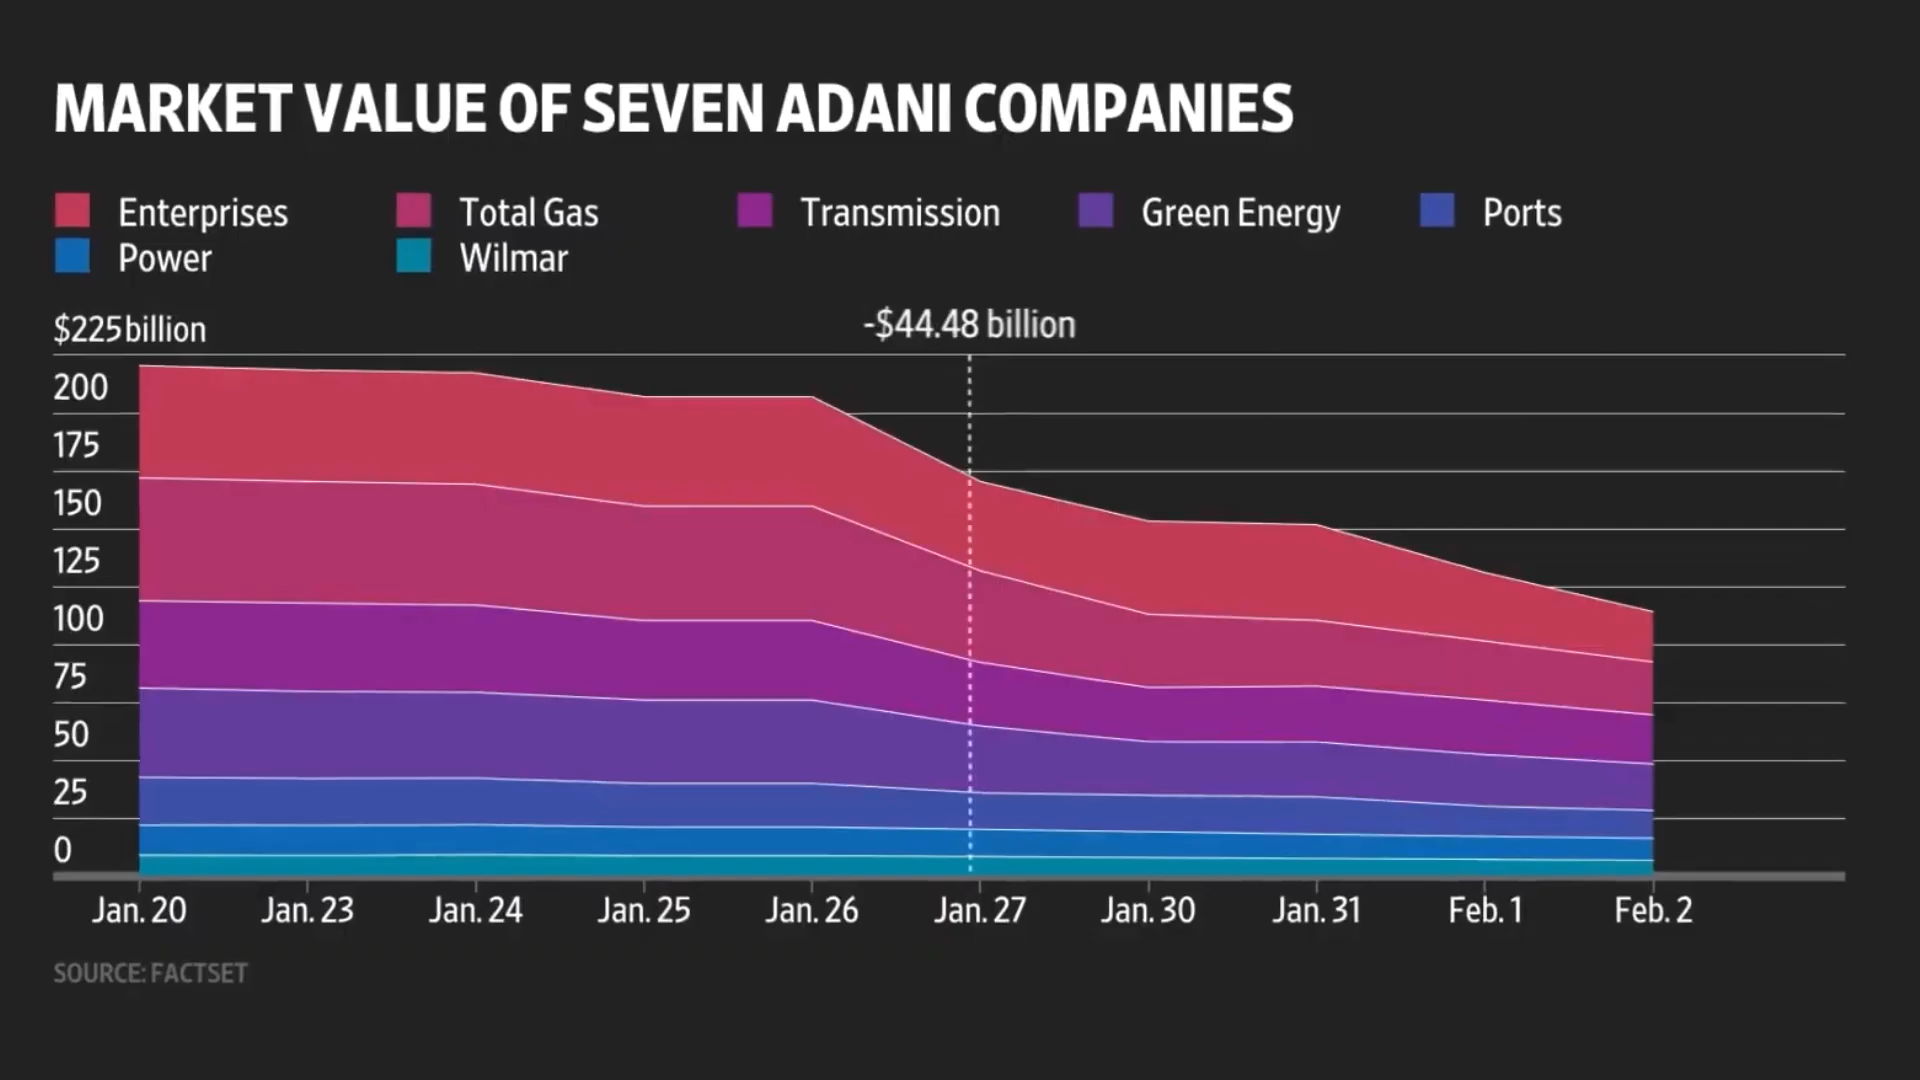 MARKET VALUE OF SEVEN ADANI COMPANIES
Enterprises Total Gas Transmission Green Energy Ports
Power Wilmar
$225 billion -$44.48 billion
200
175
150
125
100
75
50
25
0
Jan. 20 Jan. 23 Jan. 24 Jan. 25 Jan. 26 Jan. 27 Jan. 30 Jan. 31 Feb. 1 Feb. 2
SOURCE: FACTSET